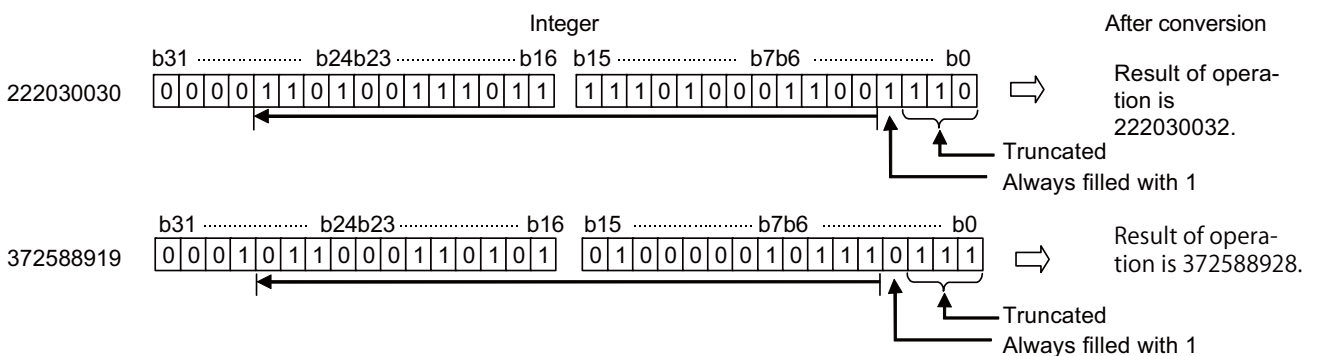 Integer After conversion
b31 ................... b24b23 ..................... b16 b15 ......................... b7b6 ..................... b0
222030030 0 0 0 0 1 1 0 1 0 0 1 1 1 0 1 1 1 1 1 0 1 0 0 0 1 1 0 0 1 1 1 0 Result of opera-
tion is
222030032.
Truncated
Always filled with 1
b31 ................... b24b23 ..................... b16 b15 ......................... b7b6 ..................... b0
372588919 0 0 0 1 0 1 1 0 0 0 1 1 0 1 0 1 0 1 0 0 0 0 0 1 0 1 1 1 0 1 1 1 Result of opera-
tion is 372588928.
Truncated
Always filled with 1